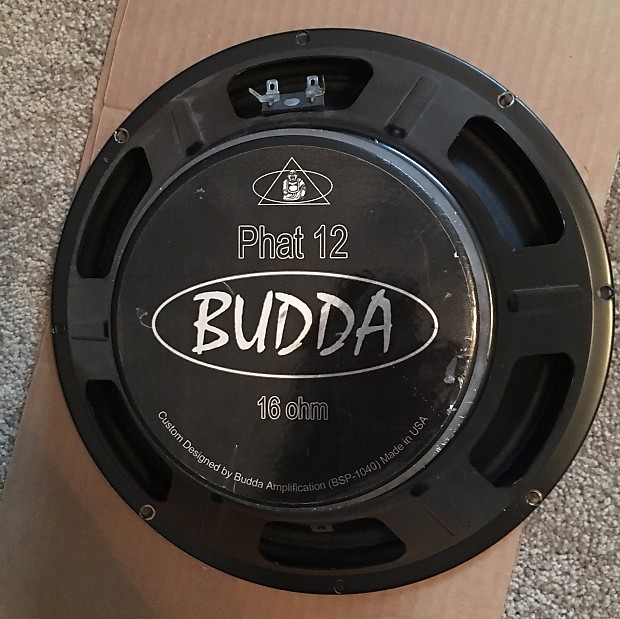 Phat 12
BUDDA
16 ohm
Custom Designed by Budda Amplification (BSP-1040) Made in USA